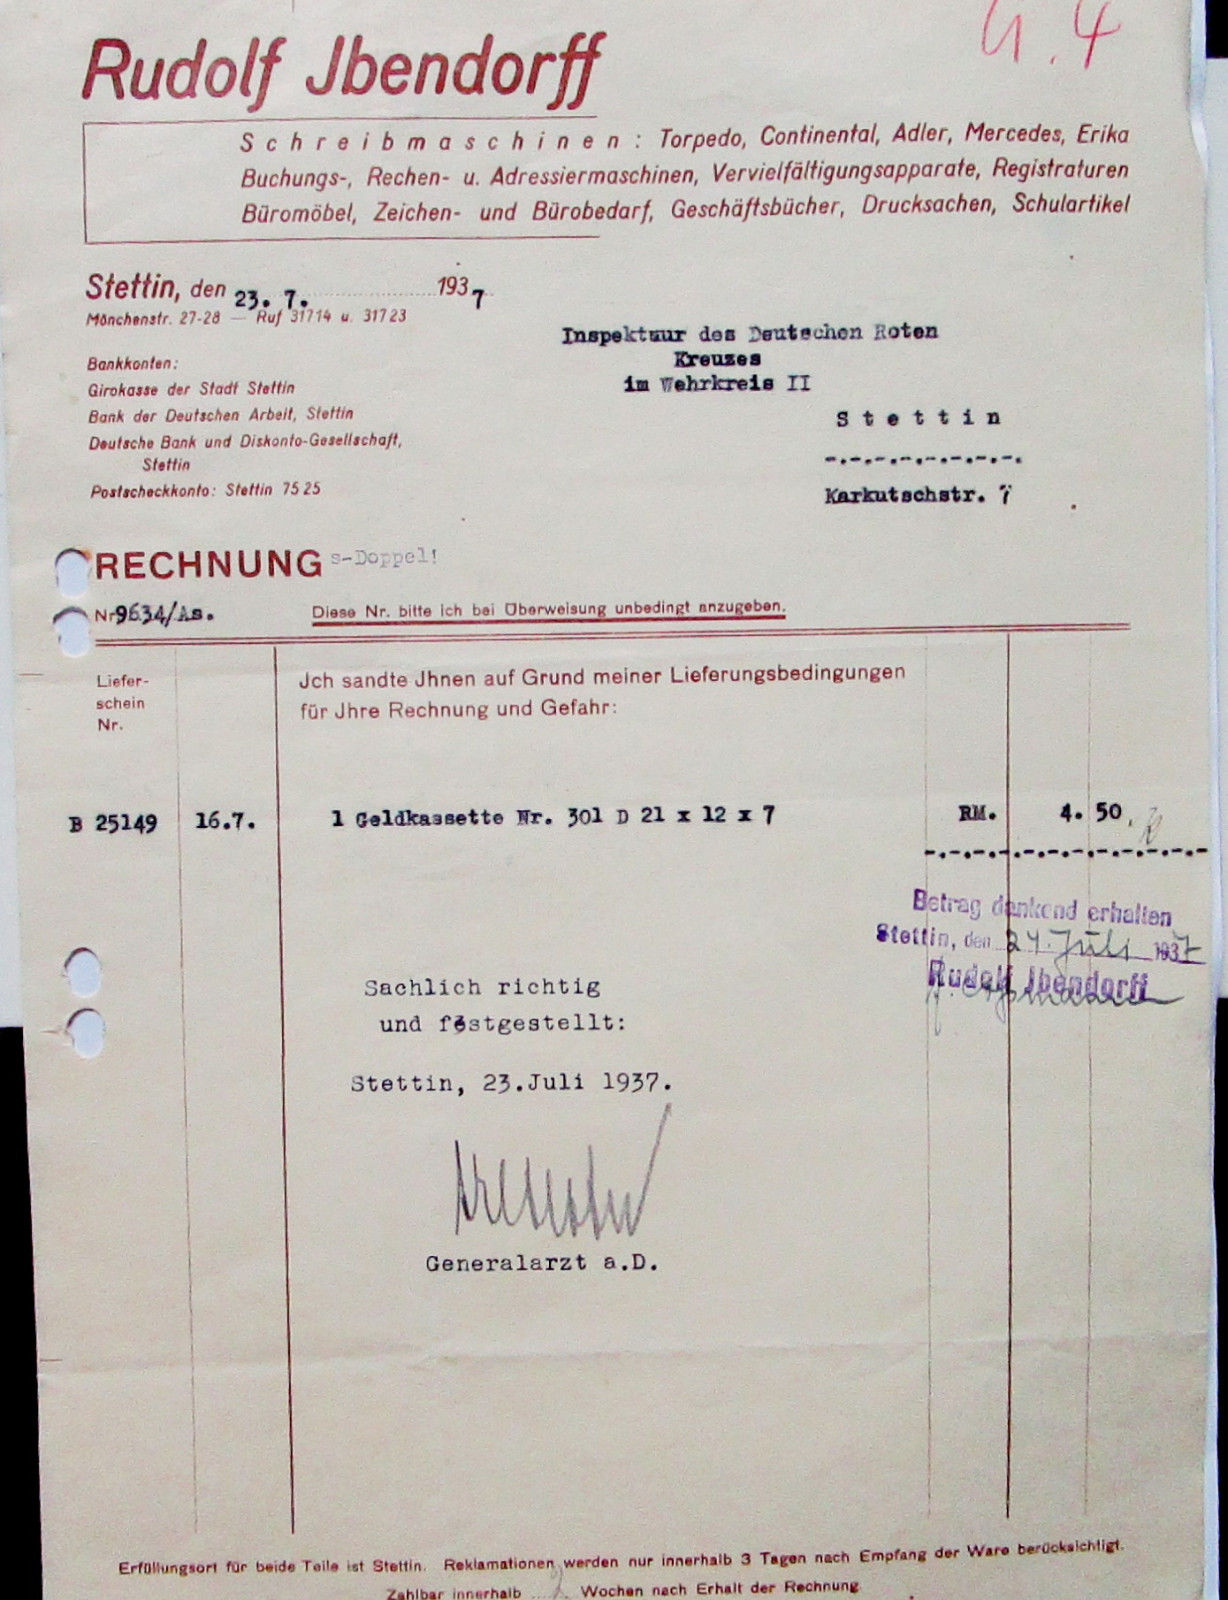 U. 4
Rudolf Jbendorff
Schreibmaschinen: Torpedo, Continental, Adler, Mercedes, Erika
Buchungs-, Rechen- u. Adressiermaschinen, Vervielfältigungsapparate, Registraturen
Büromöbel, Zeichen- und Bürobedarf, Geschäftsbücher, Drucksachen, Schulartikel
Stettin, den 23. 7. 1937
Mönchenstr. 27-28 — Ruf 31714 u. 31723
Inspektuur des Deutschen Roten
Kreuzes
im Wehrkreis II
Stettin
Karkutschstr. 7
Bankkonten:
Girokasse der Stadt Stettin
Bank der Deutschen Arbeit, Stettin
Deutsche Bank und Diskonto-Gesellschaft,
Stettin
Postscheckkonto: Stettin 7525
RECHNUNG s-Doppel!
Nr 9634/As. Diese Nr. bitte ich bei Überweisung unbedingt anzugeben.
Liefer-
schein
Nr.
Jch sandte Jhnen auf Grund meiner Lieferungsbedingungen
für Jhre Rechnung und Gefahr:
B 25149 16.7. 1 Geldkassette Nr. 301 D 21 x 12 x 7 RM. 4. 50
Betrag dankend erhalten
Stettin, den 24. Juli 1937
Rudolf Jbendorff
Sachlich richtig
und festgestellt:
Stettin, 23.Juli 1937.
Generalarzt a.D.
Erfüllungsort für beide Teile ist Stettin. Reklamationen werden nur innerhalb 3 Tagen nach Empfang der Ware berücksichtigt.
Zahlbar innerhalb Wochen nach Erhalt der Rechnung